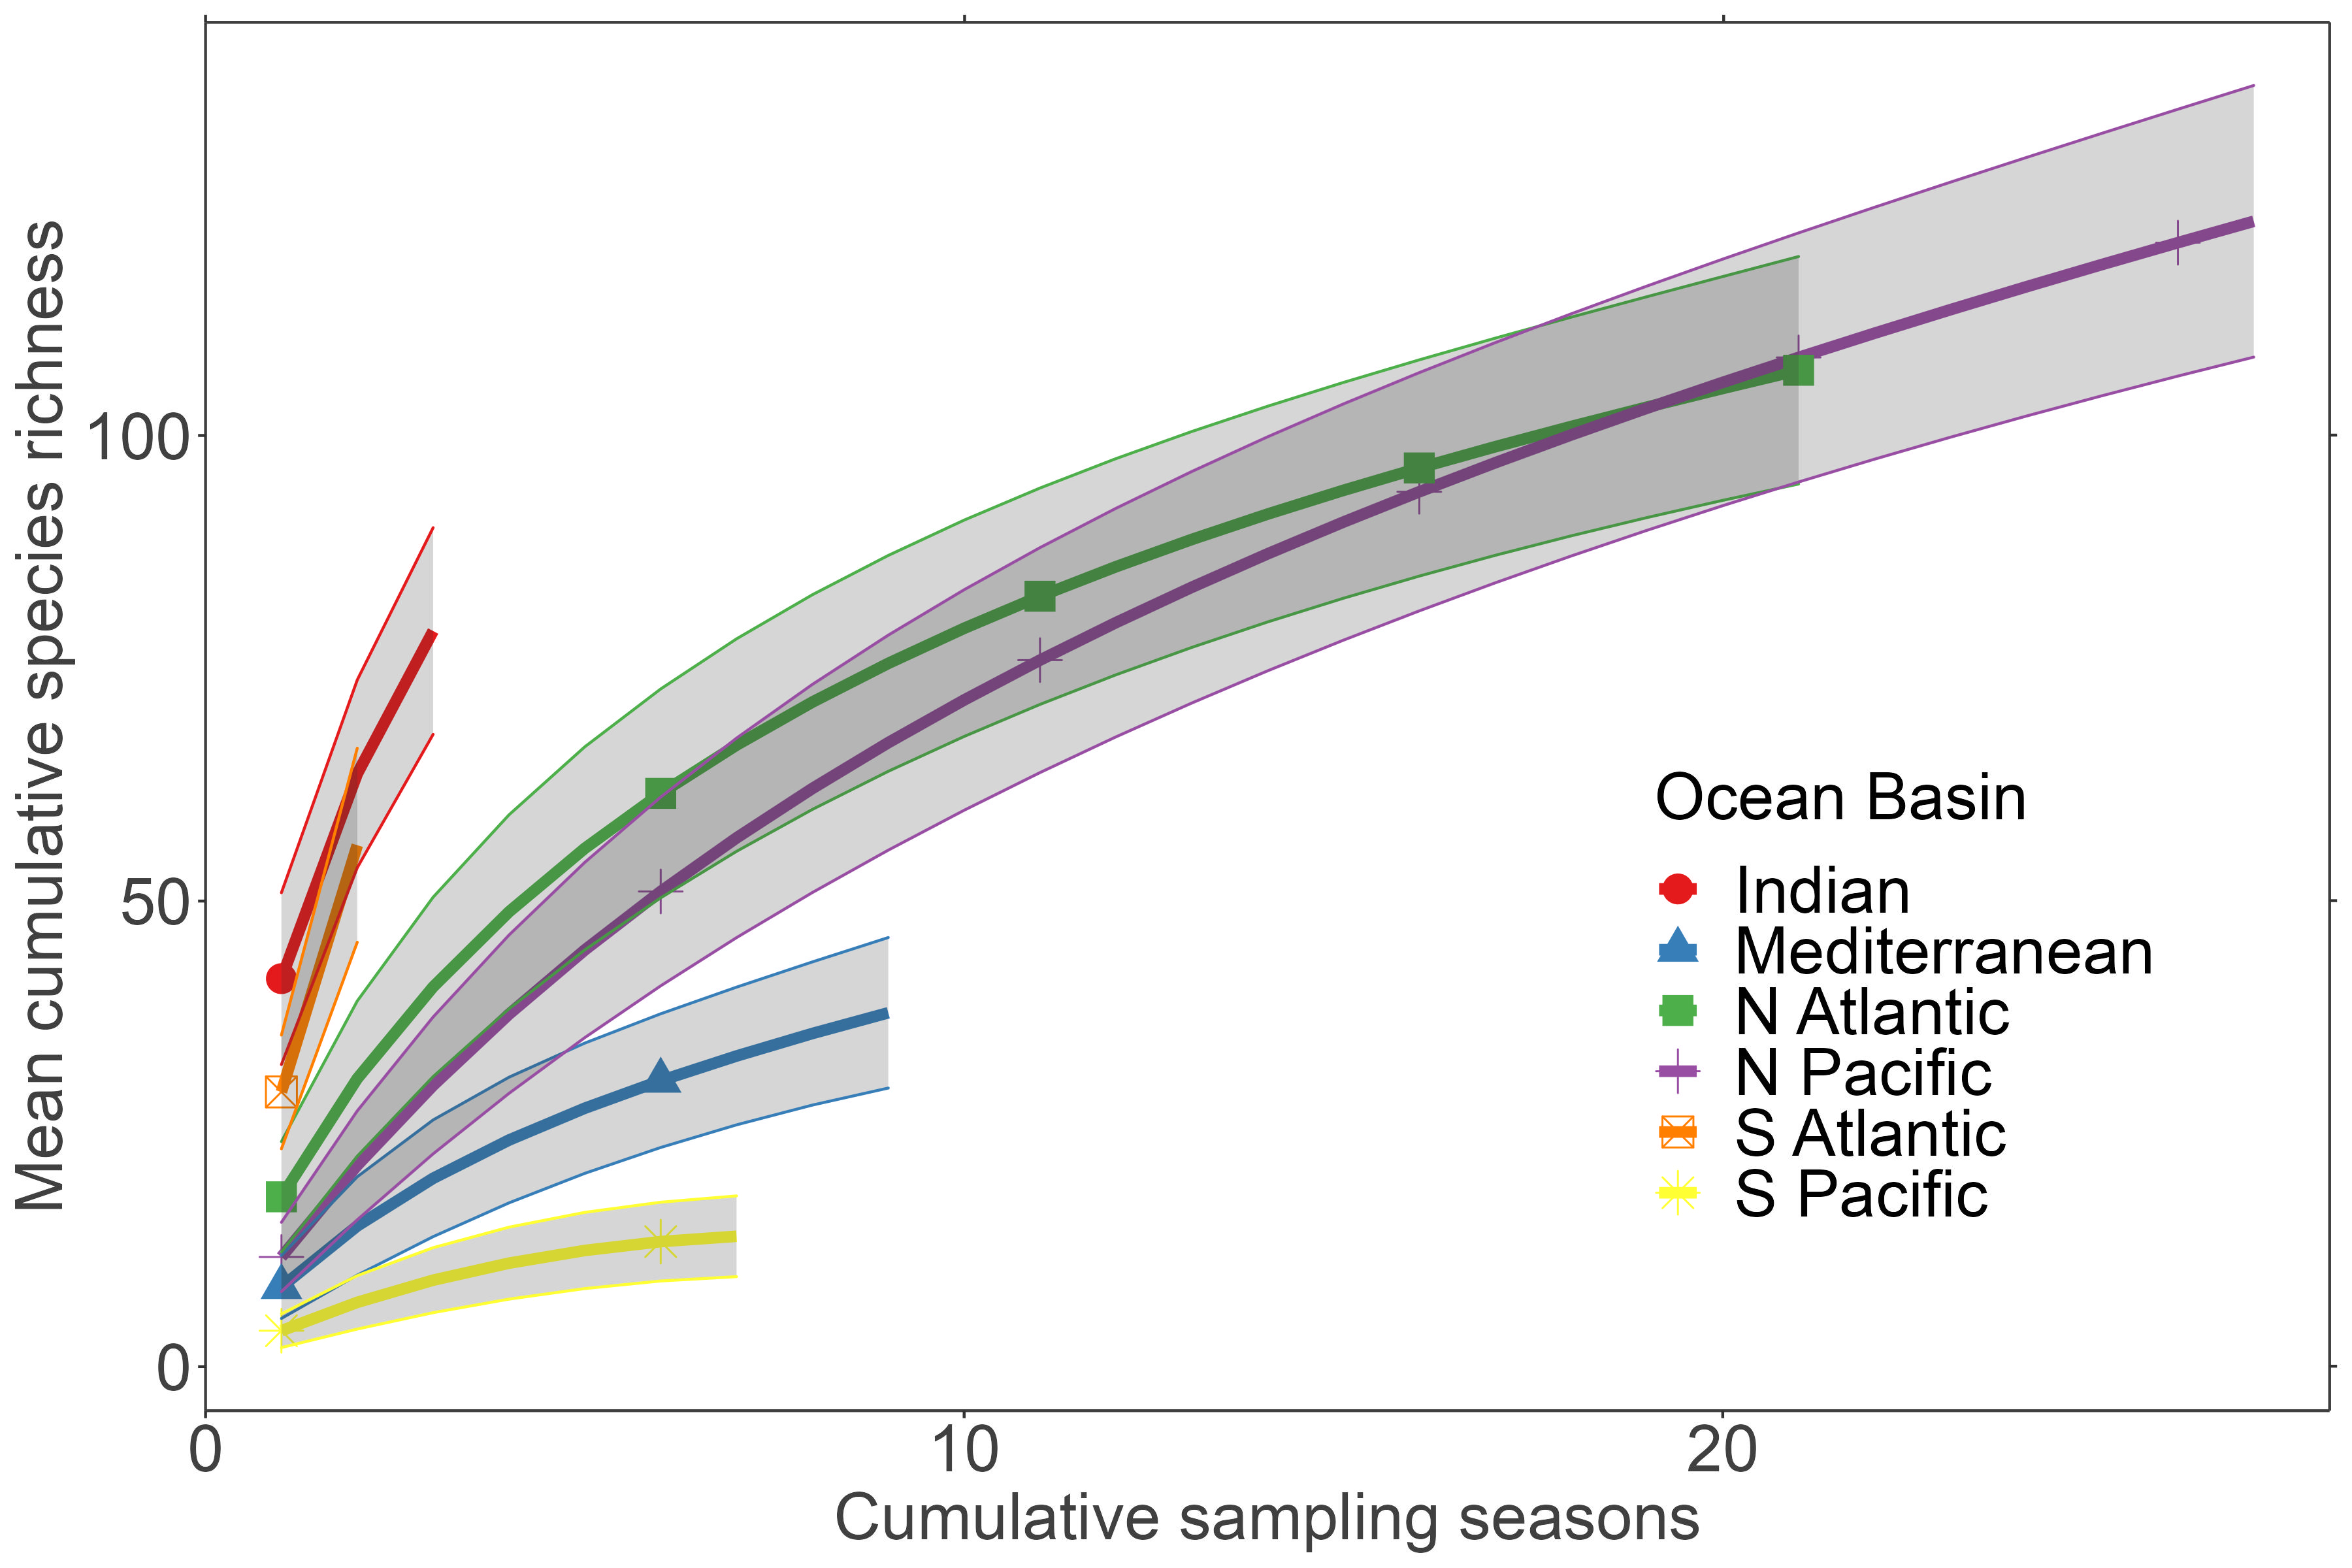 Mean cumulative species richness
100
50
0
0
10
20
Cumulative sampling seasons
Ocean Basin
Indian
Mediterranean
N Atlantic
N Pacific
S Atlantic
S Pacific